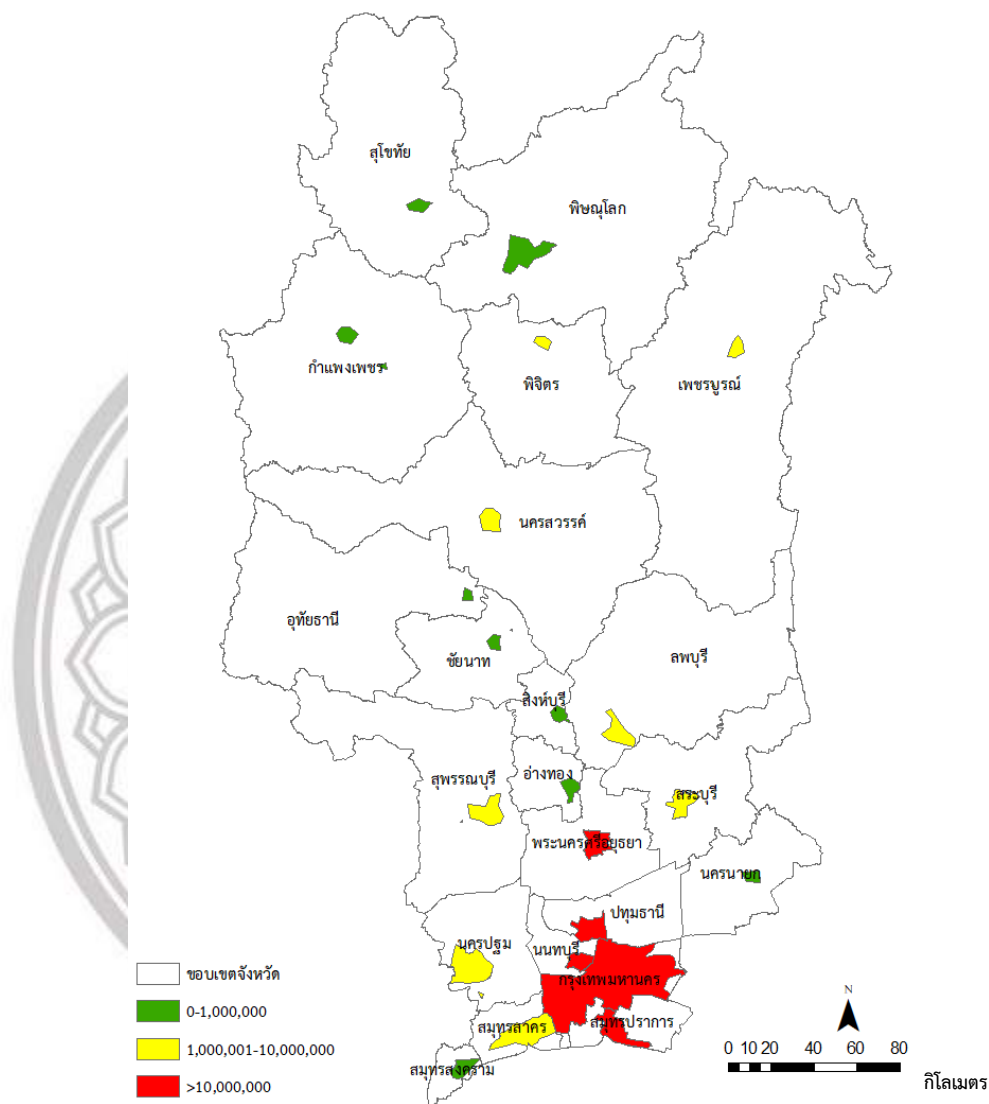 สุโขทัย
พิษณุโลก
กำแพงเพชร
พิจิตร
เพชรบูรณ์
นครสวรรค์
อุทัยธานี
ชัยนาท
ลพบุรี
สิงห์บุรี
สุพรรณบุรี
อ่างทอง
สระบุรี
พระนครศรีอยุธยา
นครนายก
ปทุมธานี
นครปฐม
นนทบุรี
กรุงเทพมหานคร
สมุทรสาคร
สมุทรปราการ
สมุทรสงคราม
ขอบเขตจังหวัด
0-1,000,000
1,000,001-10,000,000
>10,000,000
N
0 10 20 40 60 80
กิโลเมตร